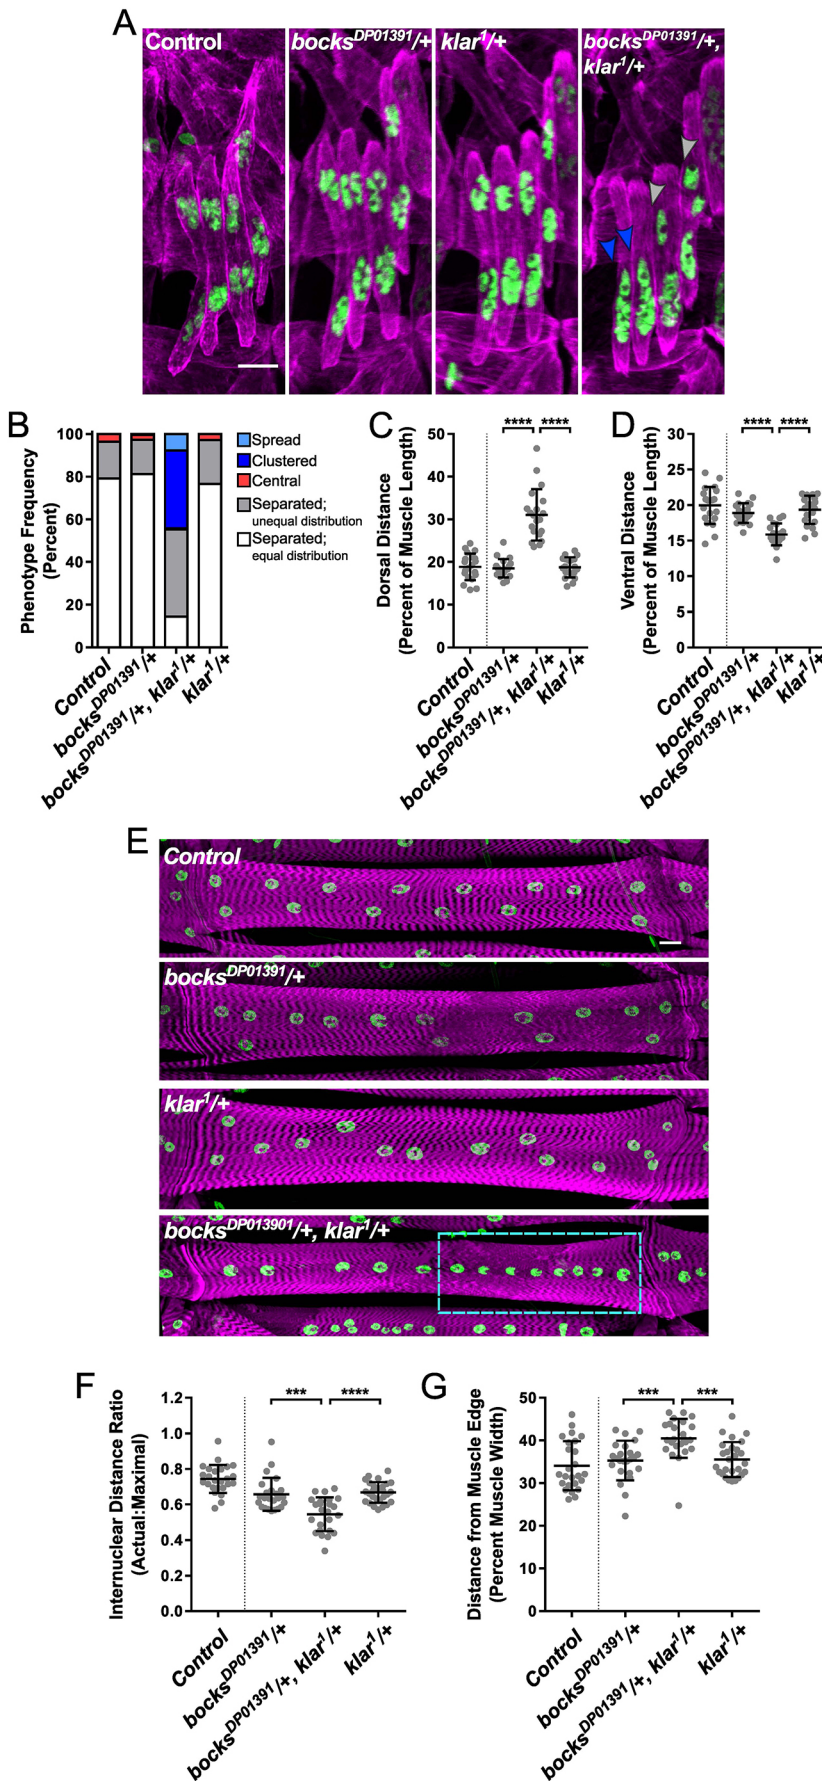 A
Control
bocksDP01391/+
klar1/+
bocksDP01391/+,
klar1/+
B
Phenotype Frequency
(Percent)
100
80
60
40
20
0
Spread
Clustered
Central
Separated;
unequal distribution
Separated;
equal distribution
Control
bocksDP01391/+
bocksDP01391/+, klar1/+
klar1/+
C
Dorsal Distance
(Percent of Muscle Length)
50
40
30
20
10
0
**** ****
Control
bocksDP01391/+
bocksDP01391/+, klar1/+
klar1/+
D
Ventral Distance
(Percent of Muscle Length)
30
25
20
15
10
5
0
**** ****
Control
bocksDP01391/+
bocksDP01391/+, klar1/+
klar1/+
E
Control
bocksDP01391/+
klar1/+
bocksDP013901/+, klar1/+
F
Internuclear Distance Ratio
(Actual:Maximal)
1.2
1.0
0.8
0.6
0.4
0.2
0.0
*** ****
Control
bocksDP01391/+
bocksDP01391/+, klar1/+
klar1/+
G
Distance from Muscle Edge
(Percent Muscle Width)
50
40
30
20
10
0
*** ***
Control
bocksDP01391/+
bocksDP01391/+, klar1/+
klar1/+